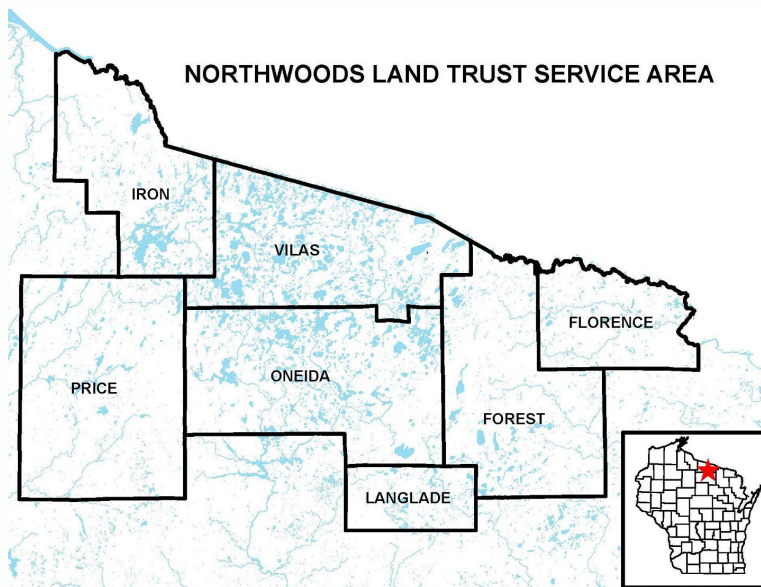 NORTHWOODS LAND TRUST SERVICE AREA
IRON
VILAS
FLORENCE
PRICE
ONEIDA
FOREST
LANGLADE